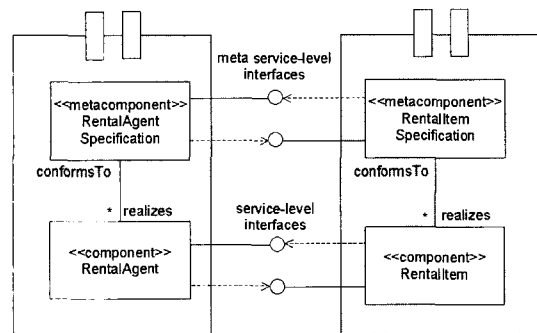 meta service-level
interfaces
<<metacomponent>>
RentalAgent
Specification
<<metacomponent>>
RentalItem
Specification
conformsTo
conformsTo
* realizes
service-level
interfaces
* realizes
<<component>>
RentalAgent
<<component>>
RentalItem